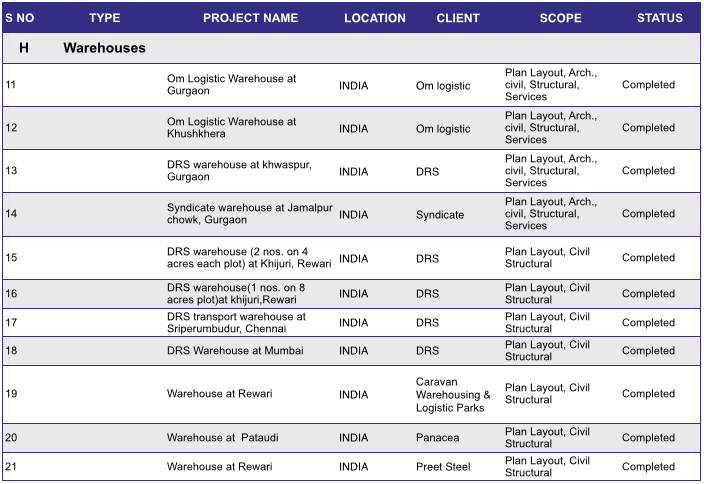 S NO TYPE PROJECT NAME LOCATION CLIENT SCOPE STATUS
H Warehouses
11 Om Logistic Warehouse at Gurgaon INDIA Om logistic Plan Layout, Arch., civil, Structural, Services Completed
12 Om Logistic Warehouse at Khushkhera INDIA Om logistic Plan Layout, Arch., civil, Structural, Services Completed
13 DRS warehouse at khwaspur, Gurgaon INDIA DRS Plan Layout, Arch., civil, Structural, Services Completed
14 Syndicate warehouse at Jamalpur chowk, Gurgaon INDIA Syndicate Plan Layout, Arch., civil, Structural, Services Completed
15 DRS warehouse (2 nos. on 4 acres each plot) at Khijuri, Rewari INDIA DRS Plan Layout, Civil Structural Completed
16 DRS warehouse(1 nos. on 8 acres plot)at khijuri,Rewari INDIA DRS Plan Layout, Civil Structural Completed
17 DRS transport warehouse at Sriperumbudur, Chennai INDIA DRS Plan Layout, Civil Structural Completed
18 DRS Warehouse at Mumbai INDIA DRS Plan Layout, Civil Structural Completed
19 Warehouse at Rewari INDIA Caravan Warehousing & Logistic Parks Plan Layout, Civil Structural Completed
20 Warehouse at Pataudi INDIA Panacea Plan Layout, Civil Structural Completed
21 Warehouse at Rewari INDIA Preet Steel Plan Layout, Civil Structural Completed